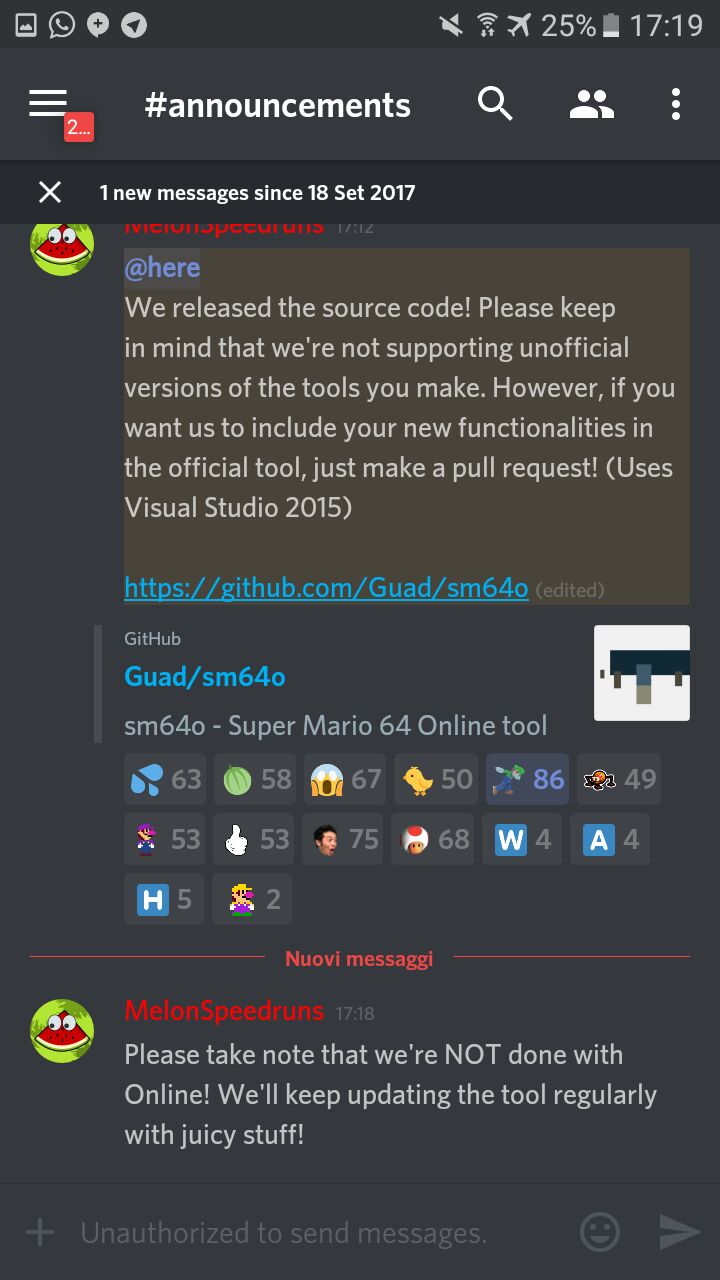 25% 17:19
#announcements
2...
1 new messages since 18 Set 2017
MelonSpeedruns 17:12
@here
We released the source code! Please keep
in mind that we're not supporting unofficial
versions of the tools you make. However, if you
want us to include your new functionalities in
the official tool, just make a pull request! (Uses
Visual Studio 2015)
https://github.com/Guad/sm64o (edited)
GitHub
Guad/sm64o
sm64o - Super Mario 64 Online tool
63 58 67 50 86 49
53 53 75 68 W 4 A 4
H 5 2
Nuovi messaggi
MelonSpeedruns 17:18
Please take note that we're NOT done with
Online! We'll keep updating the tool regularly
with juicy stuff!
Unauthorized to send messages.